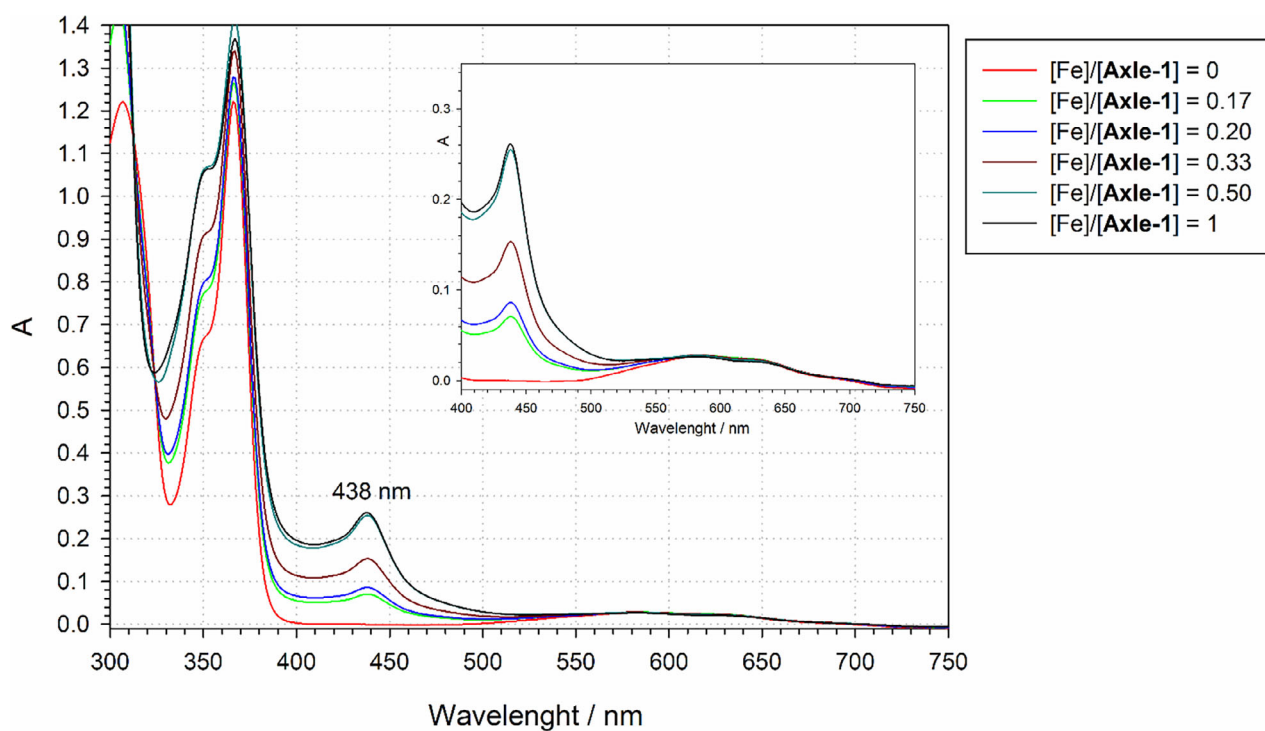 1.4
1.3
1.2
1.1
1.0
0.9
0.8
0.7
0.6
0.5
0.4
0.3
0.2
0.1
0.0
A
300 350 400 450 500 550 600 650 700 750
Wavelenght / nm
438 nm
0.3
0.2
0.1
0.0
A
400 450 500 550 600 650 700 750
Wavelenght / nm
[Fe]/[Axle-1] = 0
[Fe]/[Axle-1] = 0.17
[Fe]/[Axle-1] = 0.20
[Fe]/[Axle-1] = 0.33
[Fe]/[Axle-1] = 0.50
[Fe]/[Axle-1] = 1